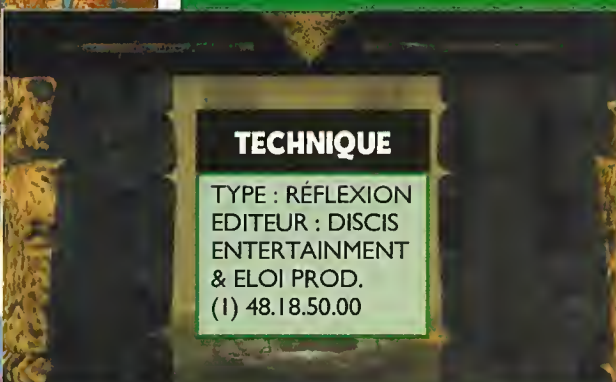 TECHNIQUE
TYPE : RÉFLEXION
EDITEUR : DISCIS
ENTERTAINMENT
& ELOI PROD.
(1) 48.18.50.00